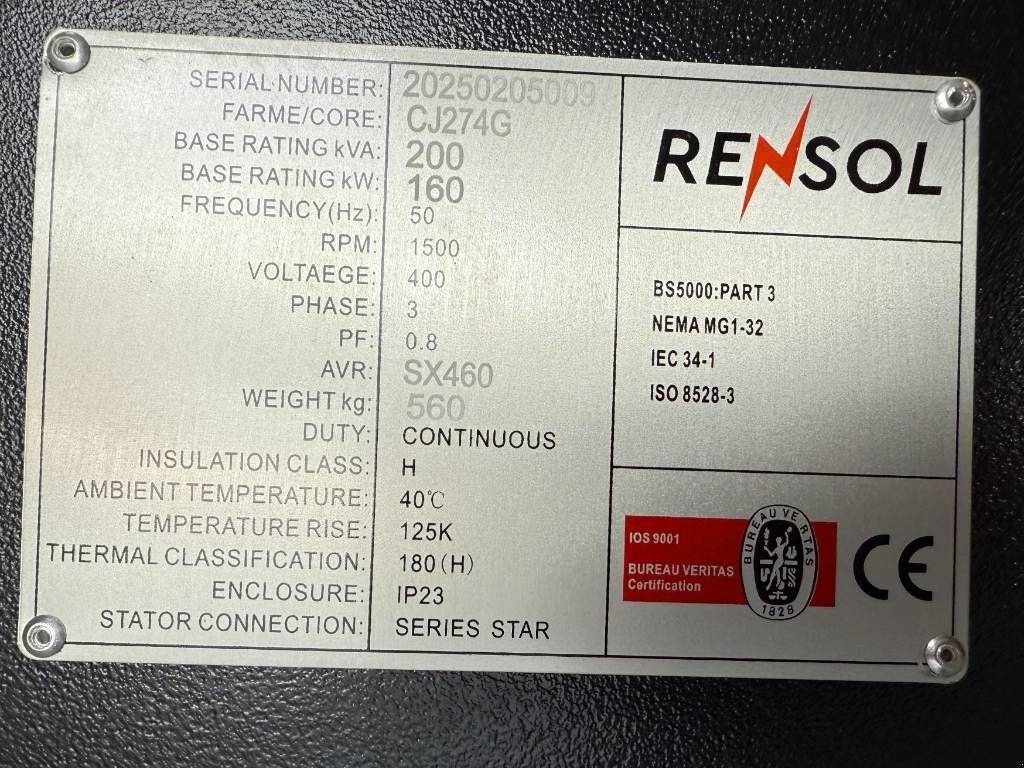 SERIAL NUMBER: 20250205009
FARME/CORE: CJ274G
BASE RATING kVA: 200
BASE RATING kW: 160
FREQUENCY(Hz): 50
RPM: 1500
VOLTAEGE: 400
PHASE: 3
PF: 0.8
AVR: SX460
WEIGHT kg: 560
DUTY: CONTINUOUS
INSULATION CLASS: H
AMBIENT TEMPERATURE: 40℃
TEMPERATURE RISE: 125K
THERMAL CLASSIFICATION: 180(H)
ENCLOSURE: IP23
STATOR CONNECTION: SERIES STAR
RENSOL
BS5000:PART 3
NEMA MG1-32
IEC 34-1
ISO 8528-3
IOS 9001
BUREAU VERITAS
Certification
BUREAU VERITAS
1828
CE